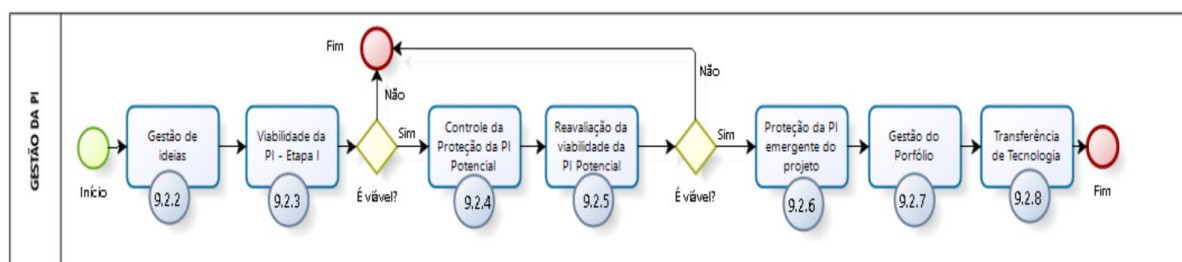 GESTÃO DA PI
Início
Gestão de
ideias
9.2.2
Viabilidade da
PI - Etapa I
9.2.3
É viável?
Não
Fim
Sim
Controle da
Proteção da PI
Potencial
9.2.4
Reavaliação da
viabilidade da
PI Potencial
9.2.5
É viável?
Não
Sim
Proteção da PI
emergente do
projeto
9.2.6
Gestão do
Porfólio
9.2.7
Transferência
de Tecnologia
9.2.8
Fim